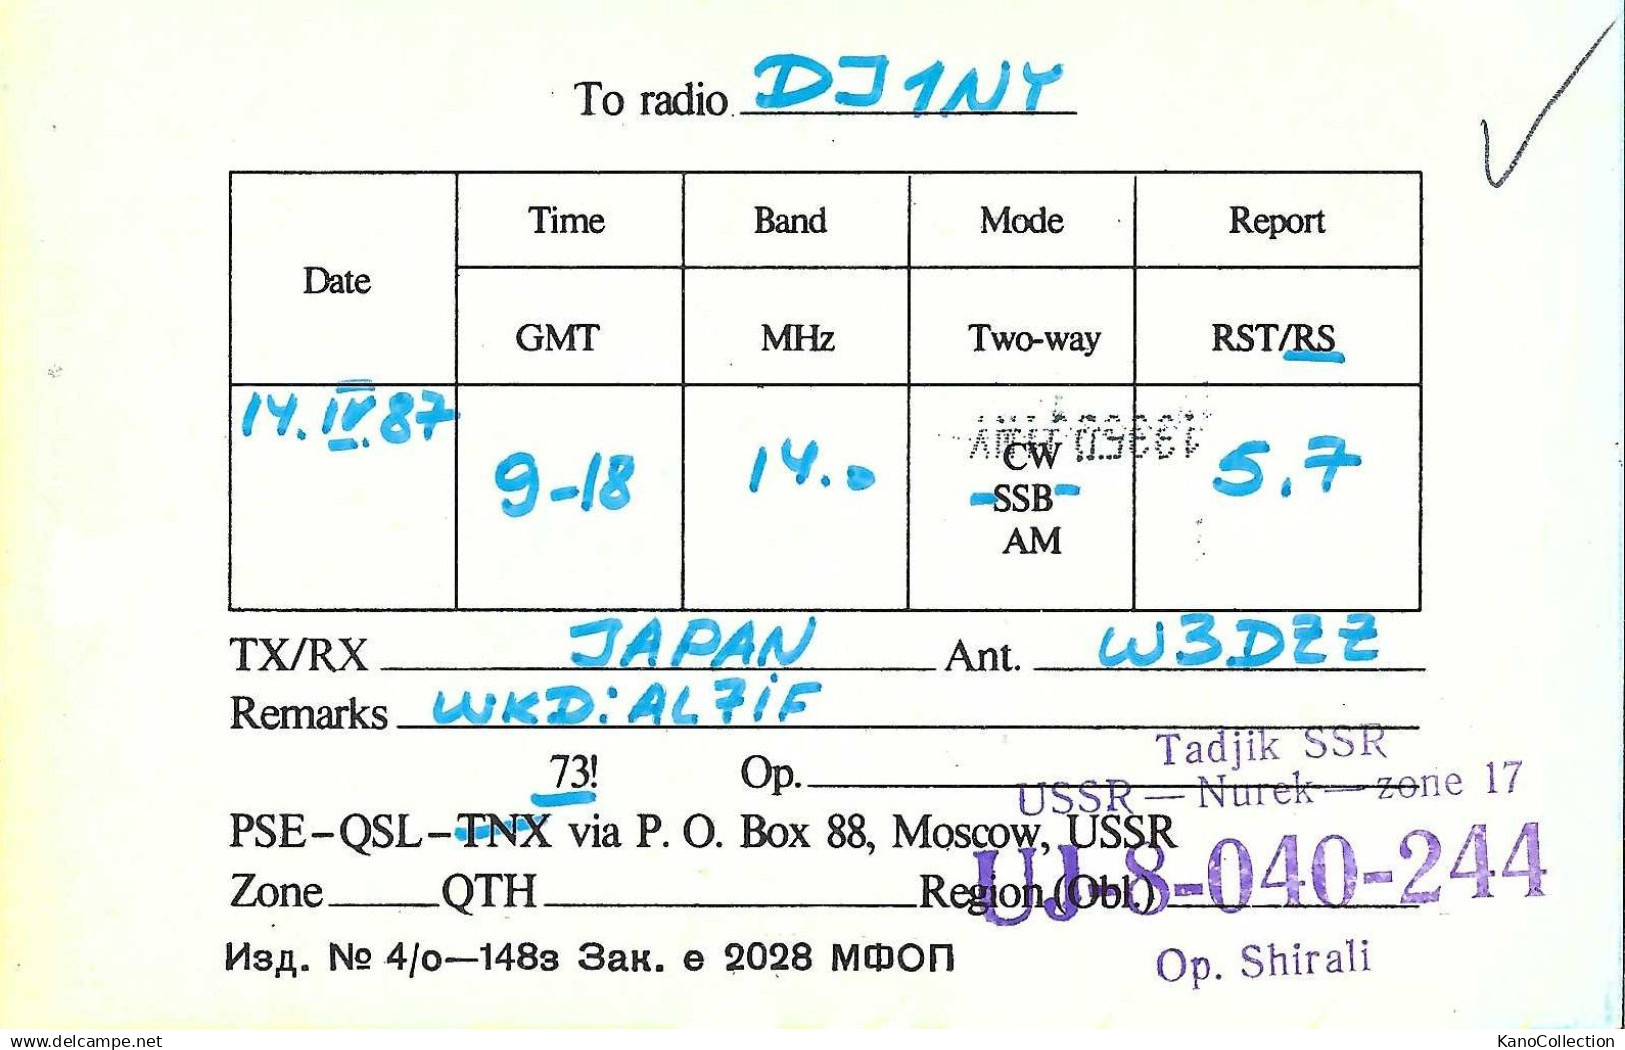 To radio DJ1NY
Time Band Mode Report
Date
GMT MHz Two-way RST/RS
14.IV.87
9-18 14.0 CW 5.7
SSB
AM
TX/RX JAPAN Ant. W3DZZ
Remarks WKD: AL7iF
Tadjik SSR
73! Op.
USSR — Nurek — zone 17
PSE-QSL-TNX via P. O. Box 88, Moscow, USSR
UJ-8-040-244
Zone QTH Region (Obl.)
Изд. № 4/о—148з Зак. е 2028 МФОП
Op. Shirali
www.delcampe.net KanoCollection